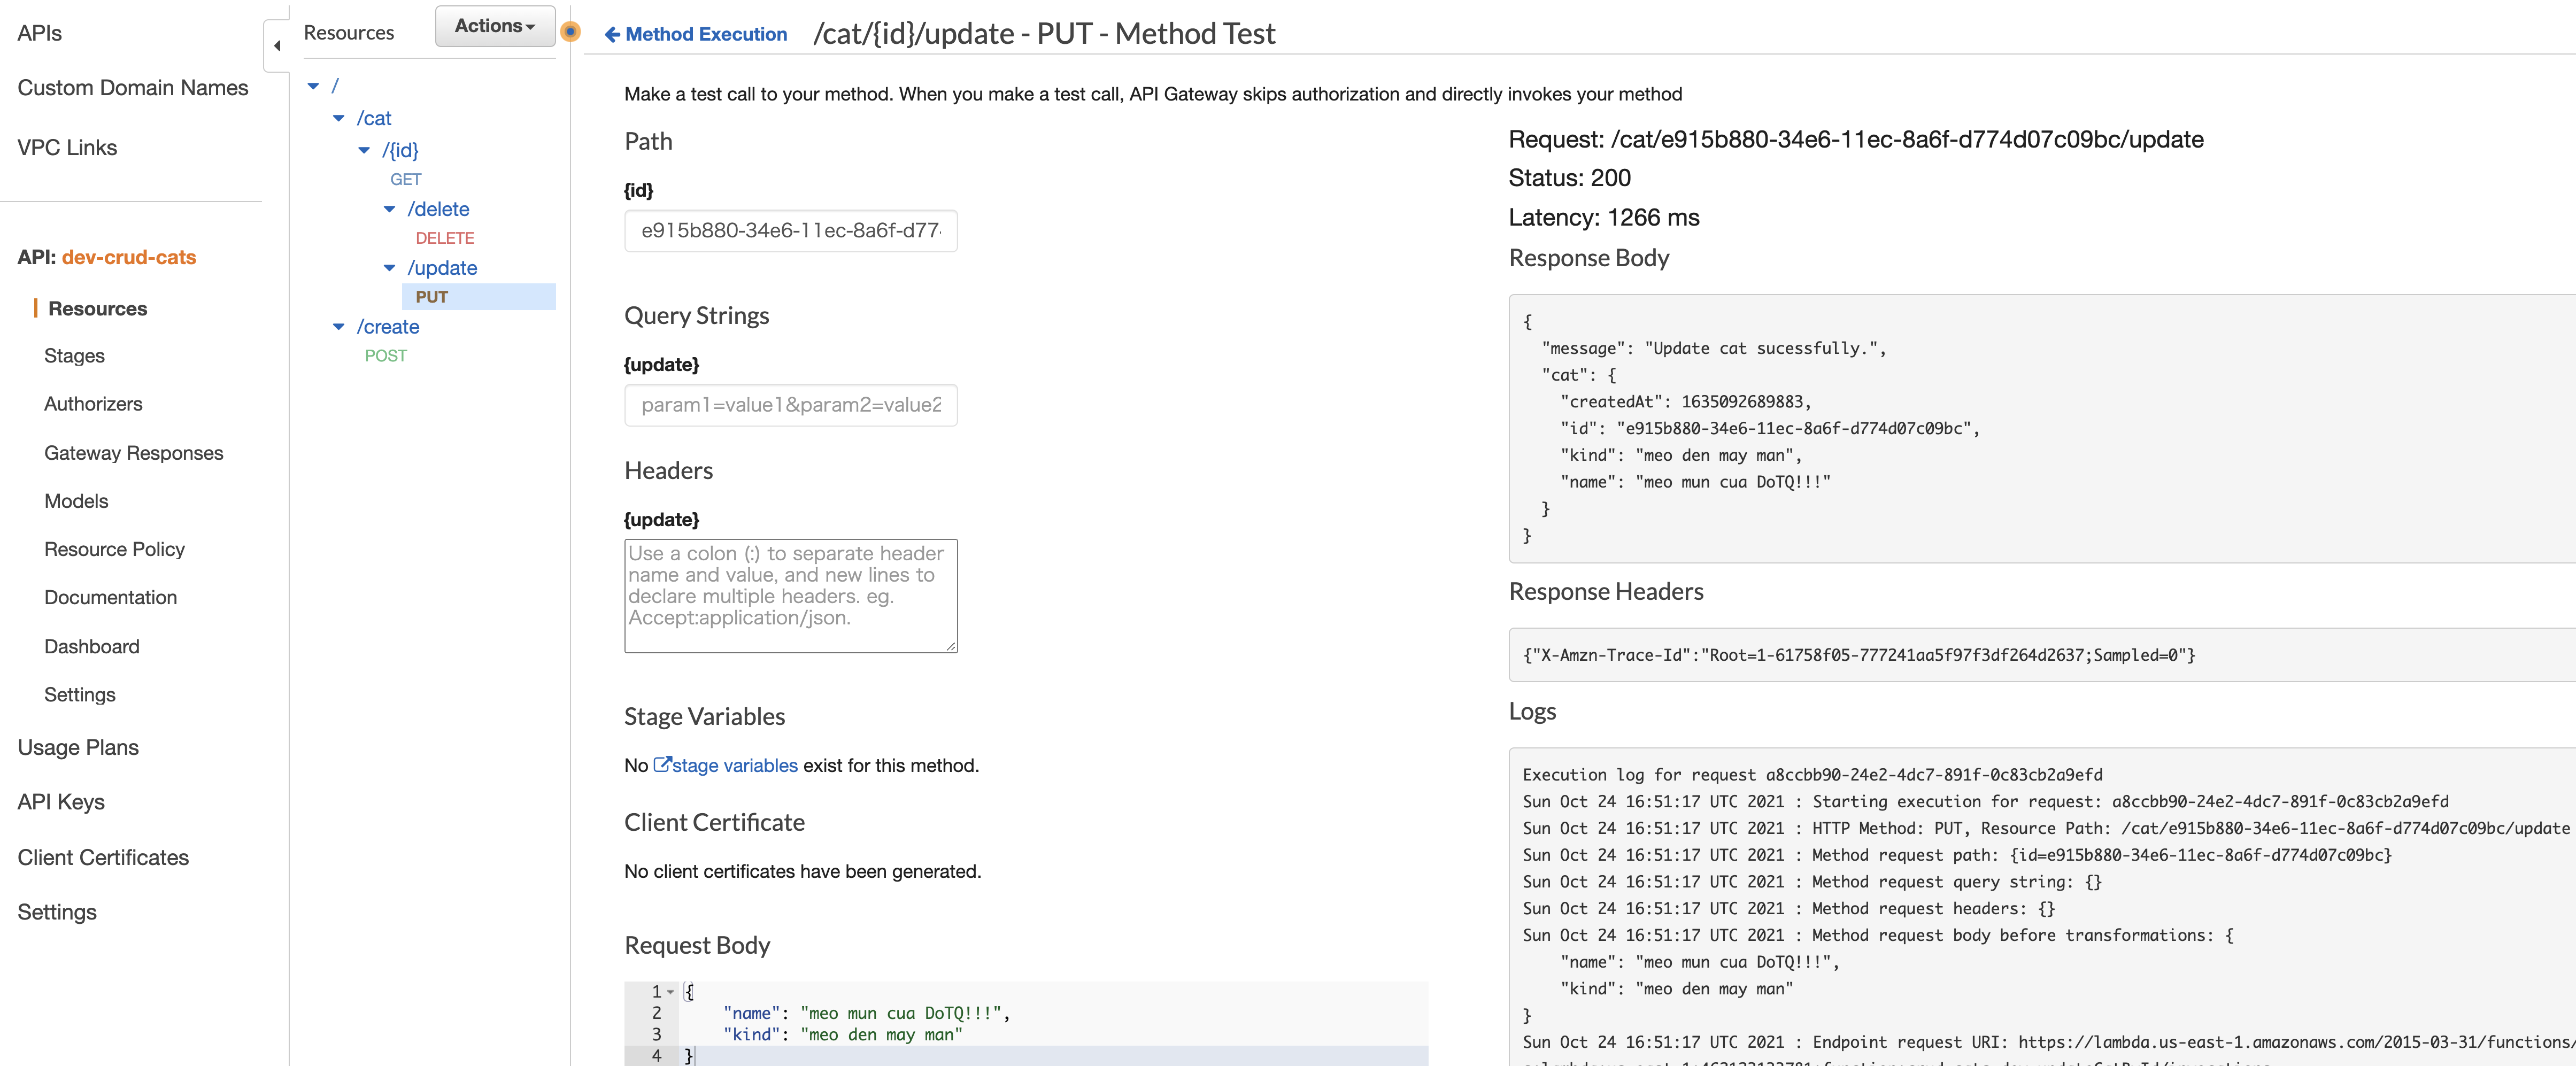 APIs
Custom Domain Names
VPC Links
API: dev-crud-cats
Resources
Stages
Authorizers
Gateway Responses
Models
Resource Policy
Documentation
Dashboard
Settings
Usage Plans
API Keys
Client Certificates
Settings
Resources
Actions
/
/cat
/{id}
GET
/delete
DELETE
/update
PUT
/create
POST
Method Execution /cat/{id}/update - PUT - Method Test
Make a test call to your method. When you make a test call, API Gateway skips authorization and directly invokes your method
Path
{id}
e915b880-34e6-11ec-8a6f-d77
Query Strings
{update}
param1=value1&param2=value2
Headers
{update}
Use a colon (:) to separate header
name and value, and new lines to
declare multiple headers. eg.
Accept:application/json.
Stage Variables
No stage variables exist for this method.
Client Certificate
No client certificates have been generated.
Request Body
1 {
2 "name": "meo mun cua DoTQ!!!",
3 "kind": "meo den may man"
4 }
Request: /cat/e915b880-34e6-11ec-8a6f-d774d07c09bc/update
Status: 200
Latency: 1266 ms
Response Body
{
"message": "Update cat sucessfully.",
"cat": {
"createdAt": 1635092689883,
"id": "e915b880-34e6-11ec-8a6f-d774d07c09bc",
"kind": "meo den may man",
"name": "meo mun cua DoTQ!!!"
}
}
Response Headers
{"X-Amzn-Trace-Id":"Root=1-61758f05-777241aa5f97f3df264d2637;Sampled=0"}
Logs
Execution log for request a8ccbb90-24e2-4dc7-891f-0c83cb2a9efd
Sun Oct 24 16:51:17 UTC 2021 : Starting execution for request: a8ccbb90-24e2-4dc7-891f-0c83cb2a9efd
Sun Oct 24 16:51:17 UTC 2021 : HTTP Method: PUT, Resource Path: /cat/e915b880-34e6-11ec-8a6f-d774d07c09bc/update
Sun Oct 24 16:51:17 UTC 2021 : Method request path: {id=e915b880-34e6-11ec-8a6f-d774d07c09bc}
Sun Oct 24 16:51:17 UTC 2021 : Method request query string: {}
Sun Oct 24 16:51:17 UTC 2021 : Method request headers: {}
Sun Oct 24 16:51:17 UTC 2021 : Method request body before transformations: {
"name": "meo mun cua DoTQ!!!",
"kind": "meo den may man"
}
Sun Oct 24 16:51:17 UTC 2021 : Endpoint request URI: https://lambda.us-east-1.amazonaws.com/2015-03-31/functions/